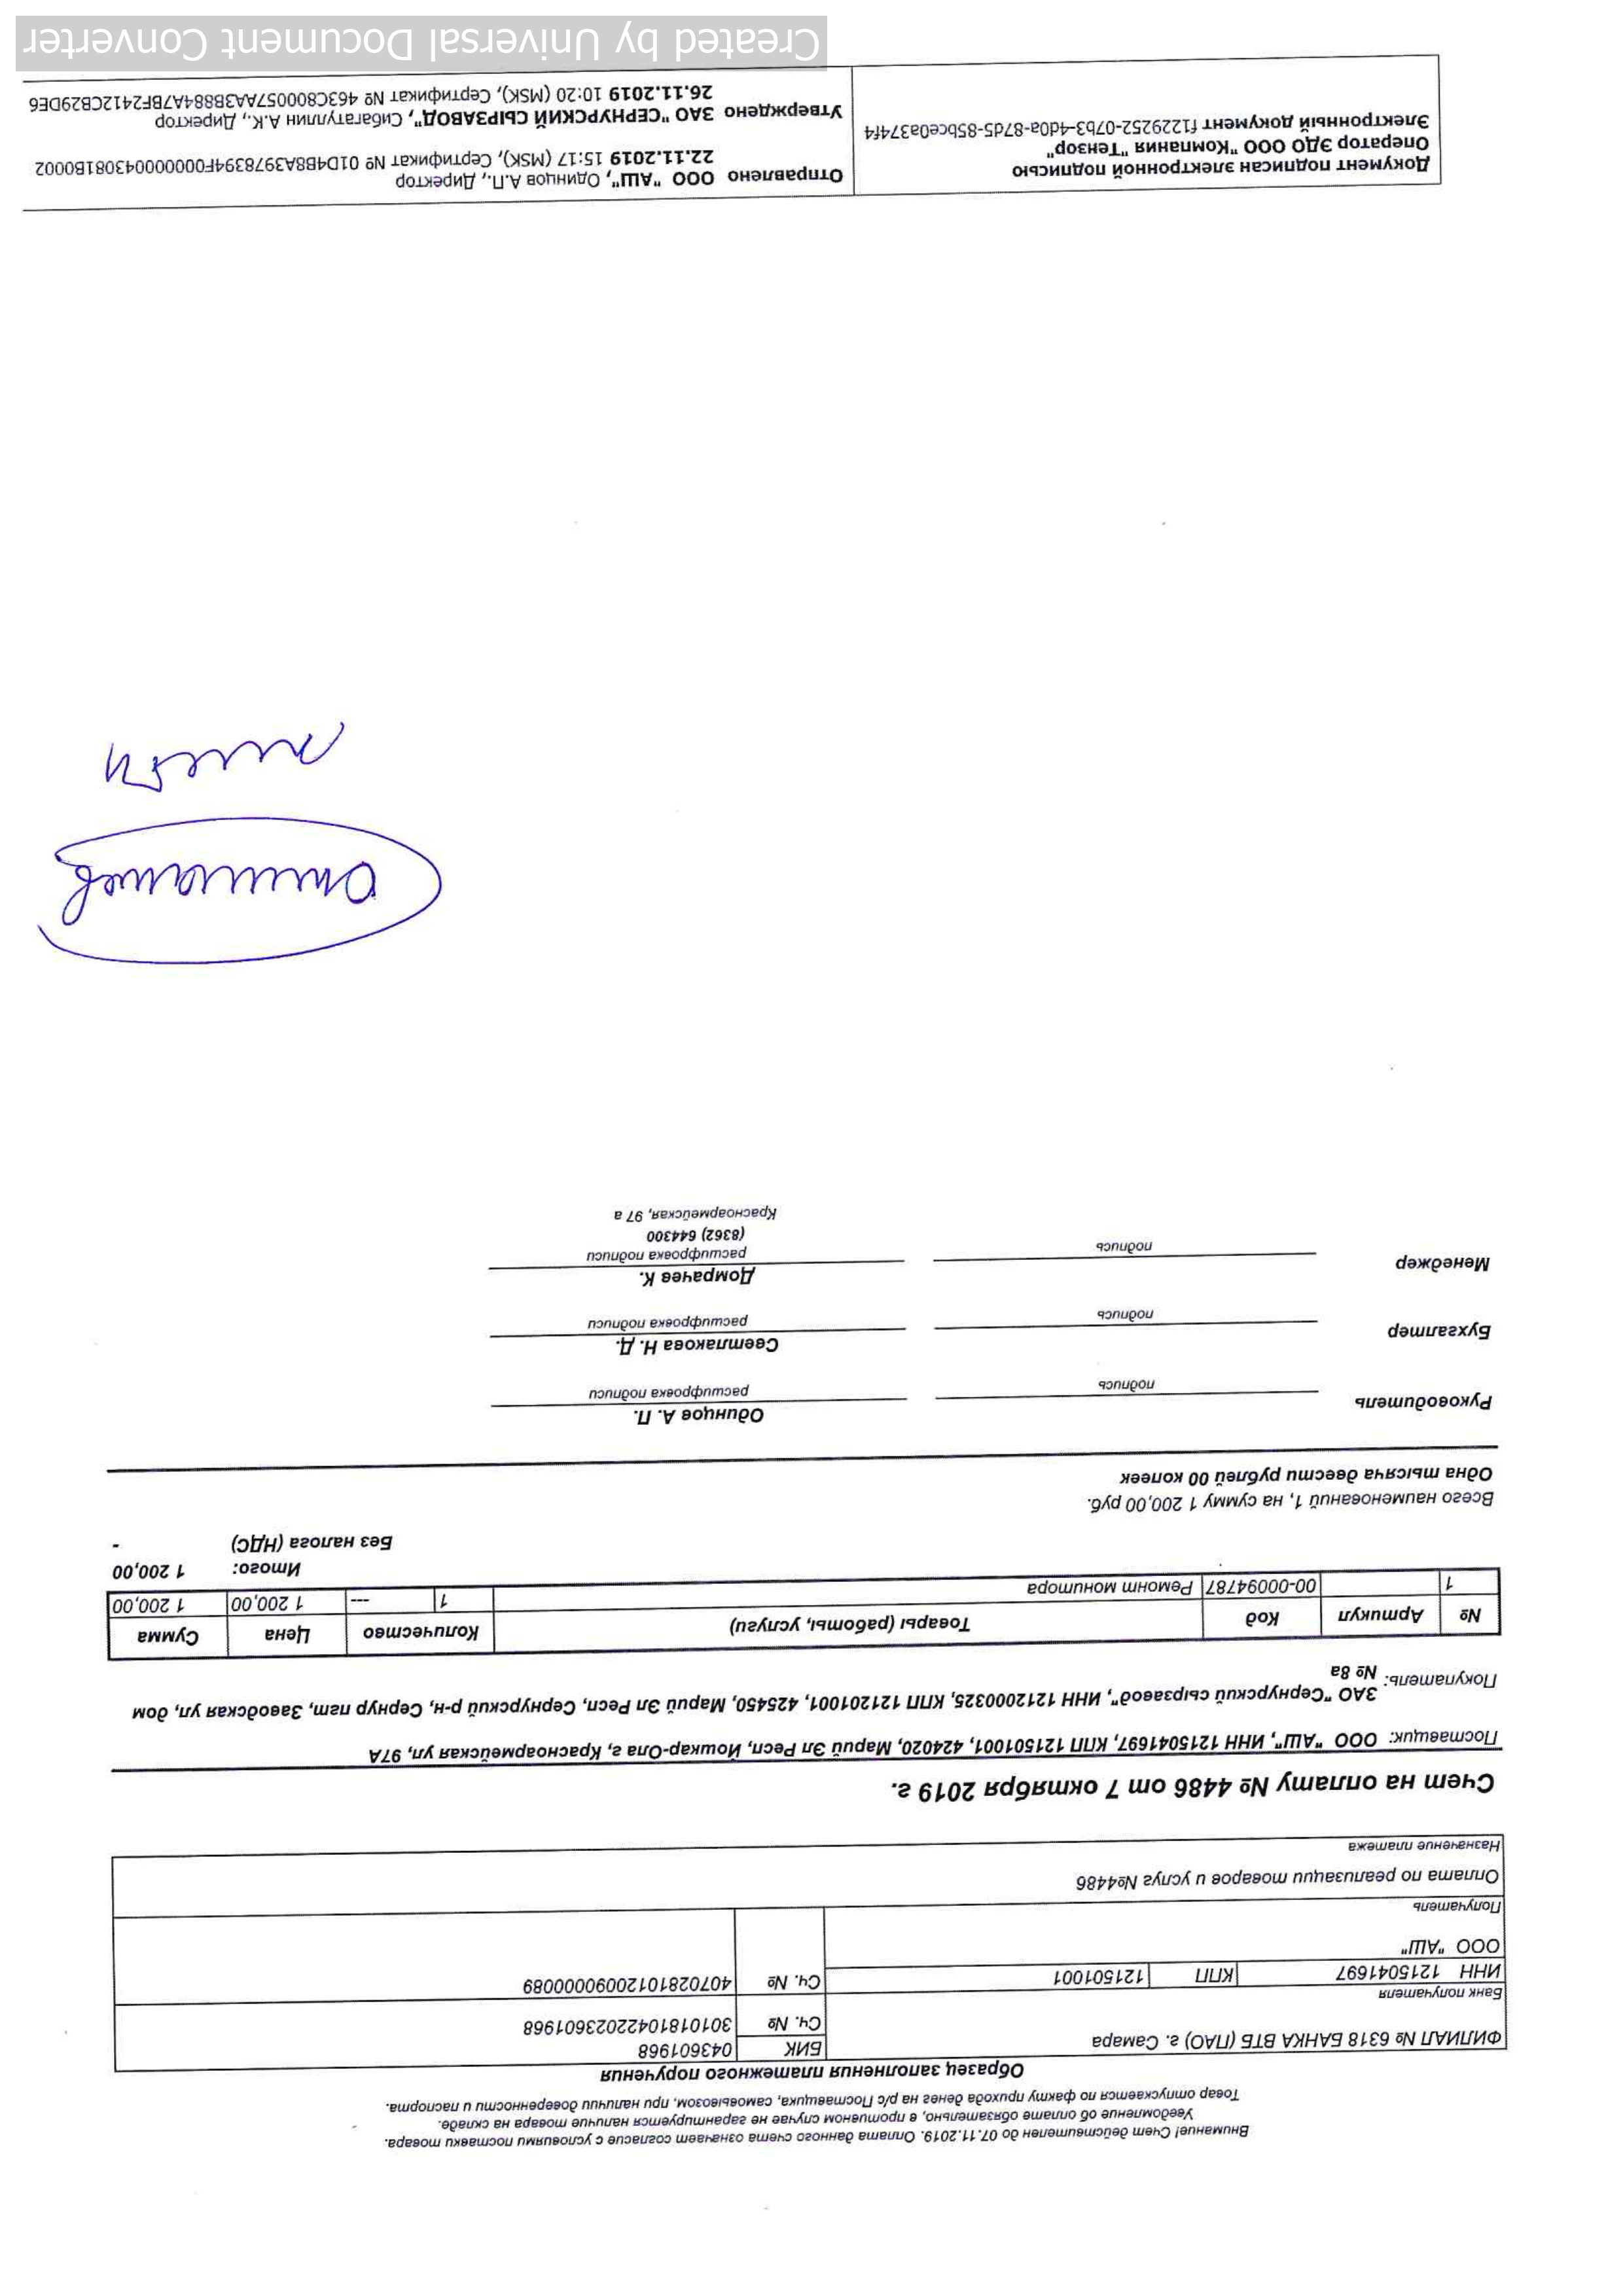 Внимание! Счет действителен до 07.11.2019. Оплата данного счета означает согласие с условиями поставки товара.
Уведомление об оплате обязательно, в противном случае не гарантируется наличие товара на складе.
Товар отпускается по факту прихода денег на р/с Поставщика, самовывозом, при наличии доверенности и паспорта.
Образец заполнения платежного поручения
ФИЛИАЛ № 6318 БАНКА ВТБ (ПАО) г. Самара БИК 043601968
Сч. № 30101810422023601968
Банк получателя
ИНН 1215041697 КПП 121501001 Сч. № 40702810120090000089
ООО "АШ"
Получатель
Оплата по реализации товаров и услуг №4486
Назначение платежа
Счет на оплату № 4486 от 7 октября 2019 г.
Поставщик: ООО "АШ", ИНН 1215041697, КПП 121501001, 424020, Марий Эл Респ, Йошкар-Ола г, Красноармейская ул, 97А
Покупатель: ЗАО "Сернурский сырзавод", ИНН 1212000325, КПП 121201001, 425450, Марий Эл Респ, Сернурский р-н, Сернур пгт, Заводская ул, дом
№ 8а
№ Артикул Код Товары (работы, услуги) Количество Цена Сумма
1 00-00094787 Ремонт монитора 1 --- 1 200,00 1 200,00
Итого: 1 200,00
Без налога (НДС) -
Всего наименований 1, на сумму 1 200,00 руб.
Одна тысяча двести рублей 00 копеек
Руководитель Одинцов А. П.
подпись расшифровка подписи
Бухгалтер Светлакова Н. Д.
подпись расшифровка подписи
Менеджер Домрачев К.
подпись расшифровка подписи
(8362) 644300
Красноармейская, 97 а
Документ подписан электронной подписью
Оператор ЭДО ООО "Компания "Тензор"
Электронный документ f1229252-07b3-4d0a-87d5-85bce0a374f4
Отправлено ООО "АШ", Одинцов А.П., Директор
22.11.2019 15:17 (MSK), Сертификат № 01D4B8A3978394F0000000043081B0002
Утверждено ЗАО "СЕРНУРСКИЙ СЫРЗАВОД", Сибагатуллин А.К., Директор
26.11.2019 10:20 (MSK), Сертификат № 463C800057AA3B884A7BF2412CB29DE6
Created by Universal Document Converter